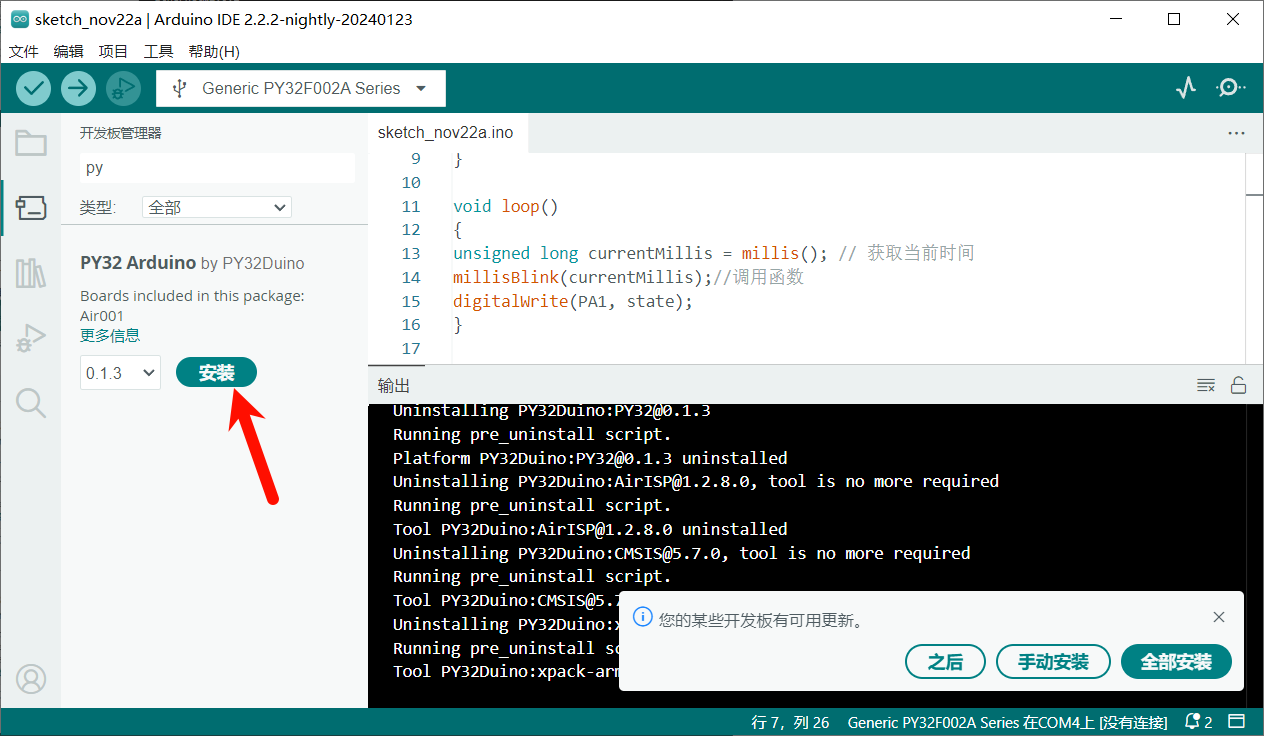 sketch_nov22a | Arduino IDE 2.2.2-nightly-20240123
文件 编辑 项目 工具 帮助(H)
Generic PY32F002A Series
开发板管理器
py
类型: 全部
PY32 Arduino by PY32Duino
Boards included in this package:
Air001
更多信息
0.1.3 安装
sketch_nov22a.ino
9 }
10
11 void loop()
12 {
13 unsigned long currentMillis = millis(); // 获取当前时间
14 millisBlink(currentMillis);//调用函数
15 digitalWrite(PA1, state);
16 }
17
输出
Uninstalling PY32Duino:PY32@0.1.3
Running pre_uninstall script.
Platform PY32Duino:PY32@0.1.3 uninstalled
Uninstalling PY32Duino:AirISP@1.2.8.0, tool is no more required
Running pre_uninstall script.
Tool PY32Duino:AirISP@1.2.8.0 uninstalled
Uninstalling PY32Duino:CMSIS@5.7.0, tool is no more required
Running pre_uninstall script.
Tool PY32Duino:CMSIS@5.7
Uninstalling PY32Duino:x
Running pre_uninstall sc
Tool PY32Duino:xpack-arm
您的某些开发板有可用更新。
之后 手动安装 全部安装
行 7，列 26 Generic PY32F002A Series 在COM4上 [没有连接] 2